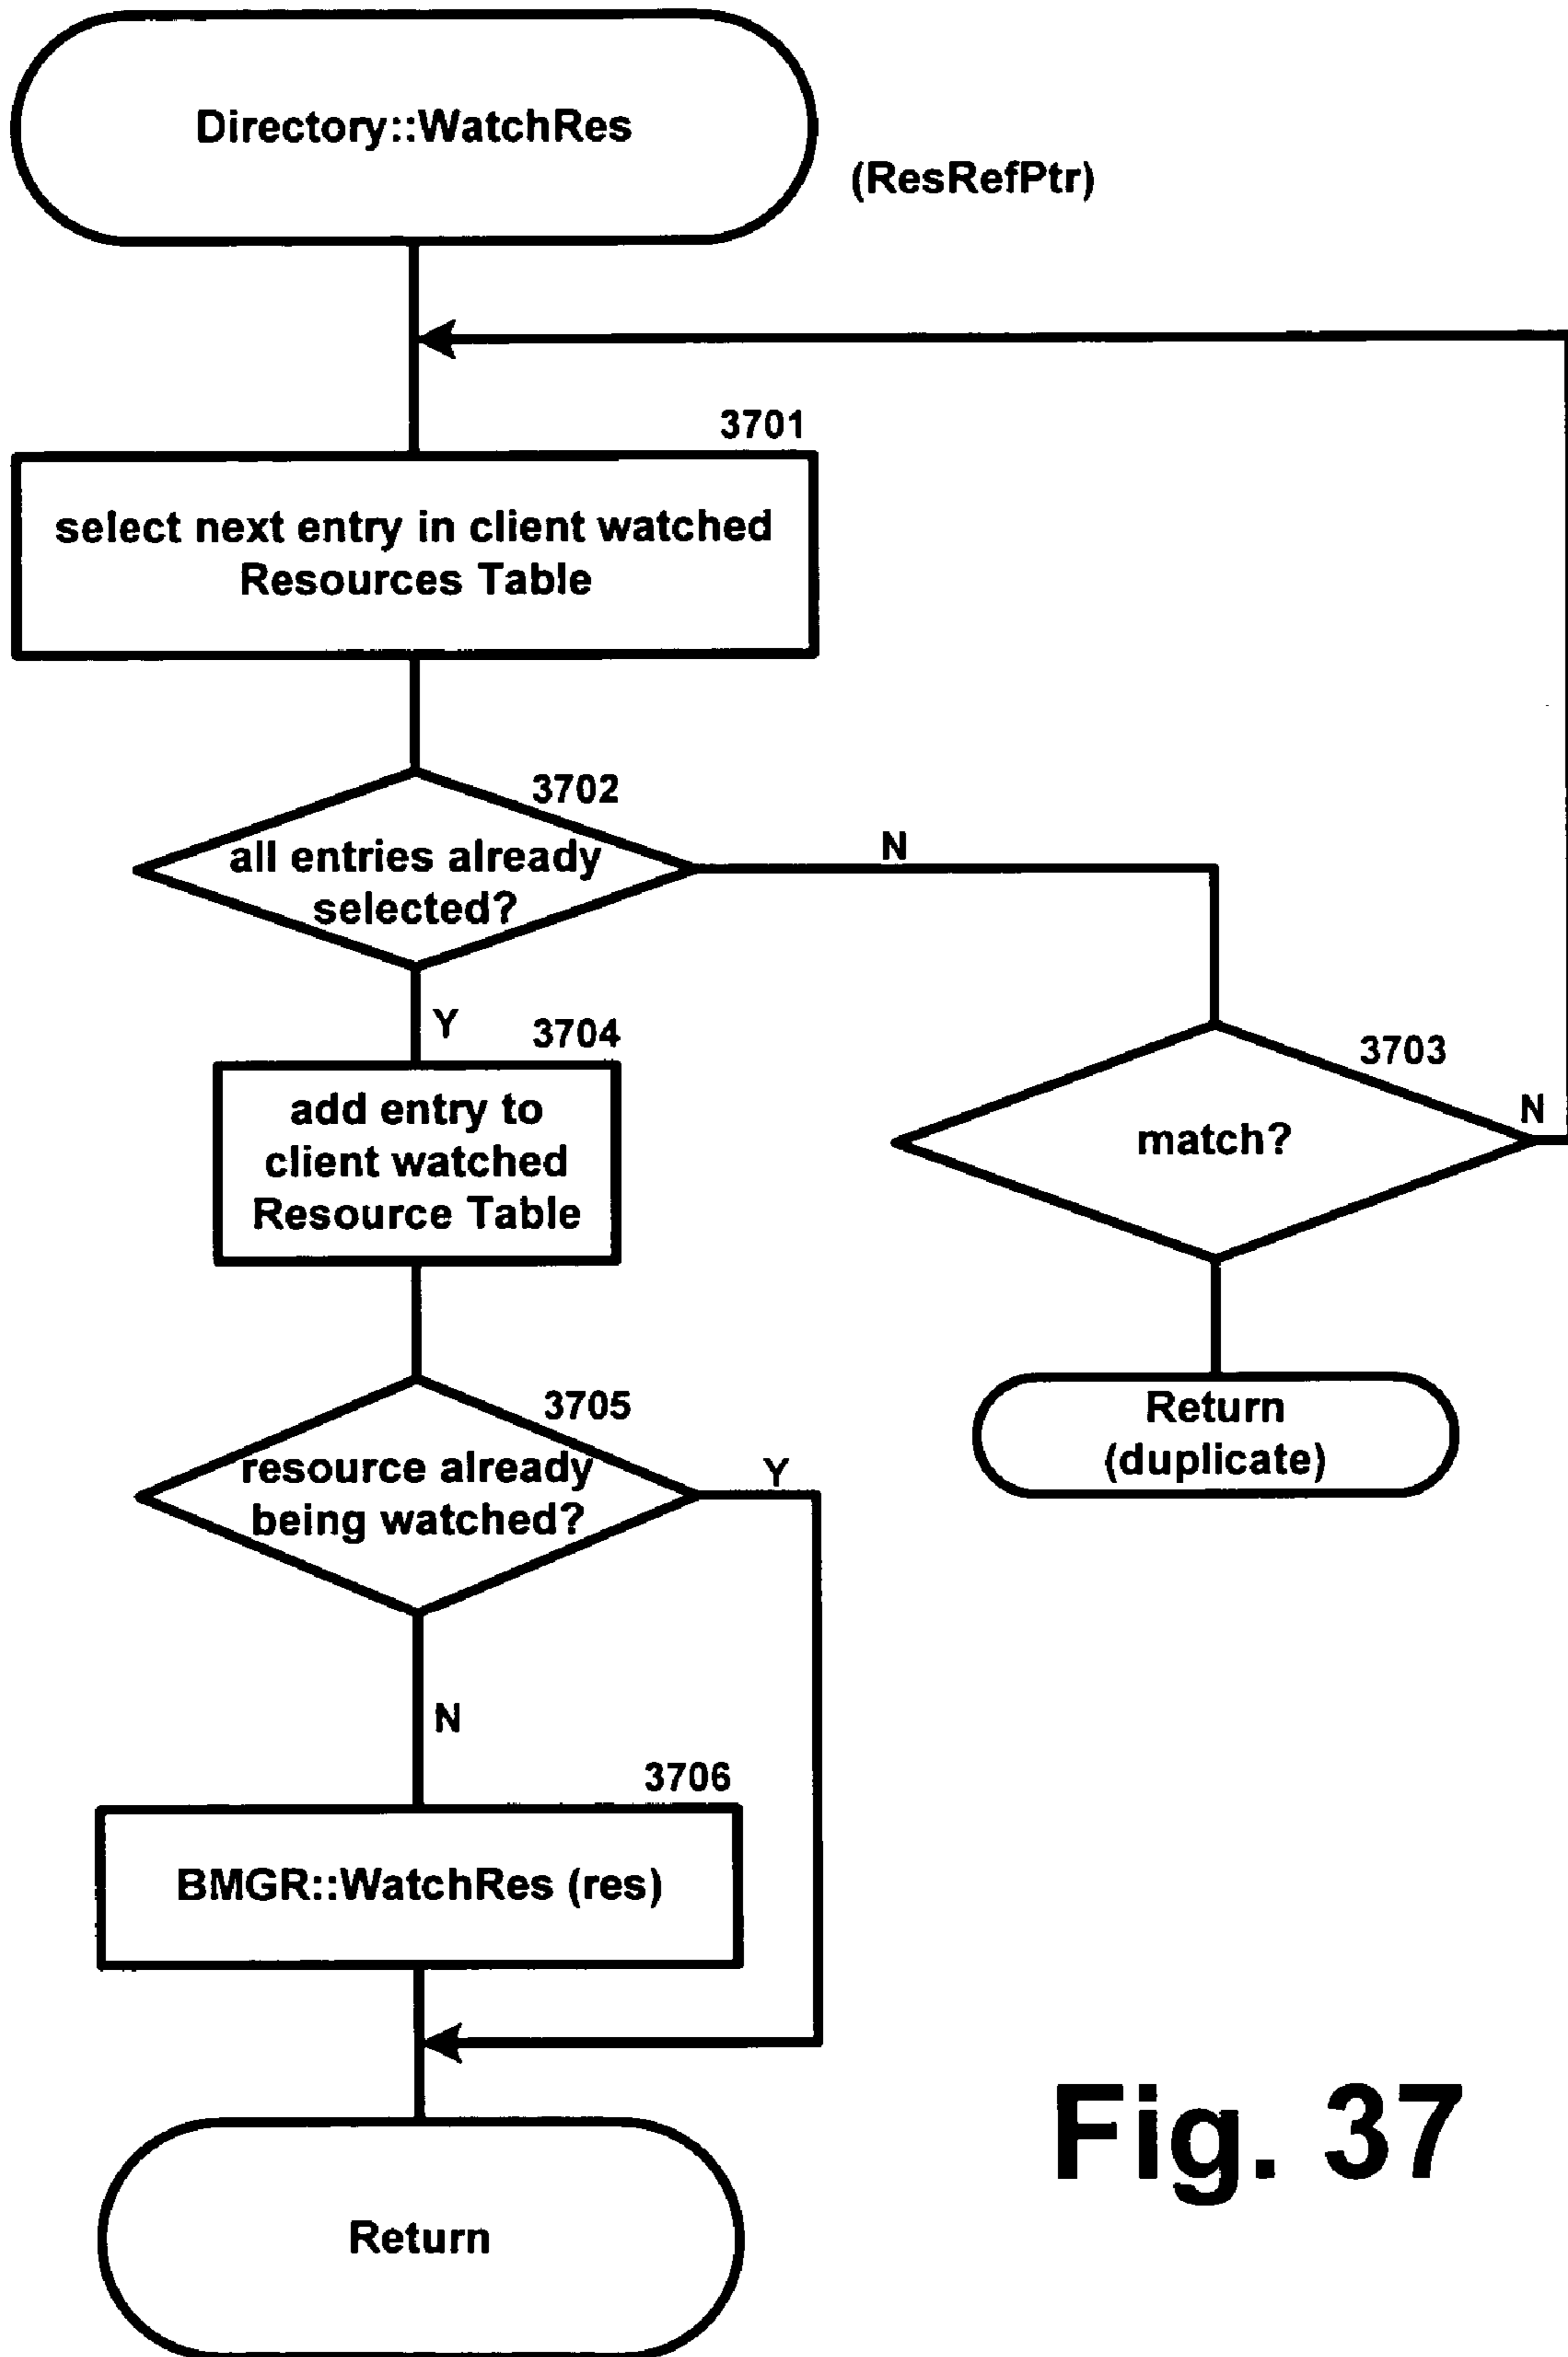 Directory::WatchRes
(ResRefPtr)
3701
select next entry in client watched
Resources Table
3702
all entries already
selected?
N
Y
3704
add entry to
client watched
Resource Table
3703
match?
N
Return
(duplicate)
3705
resource already
being watched?
Y
N
3706
BMGR::WatchRes (res)
Return
Fig. 37